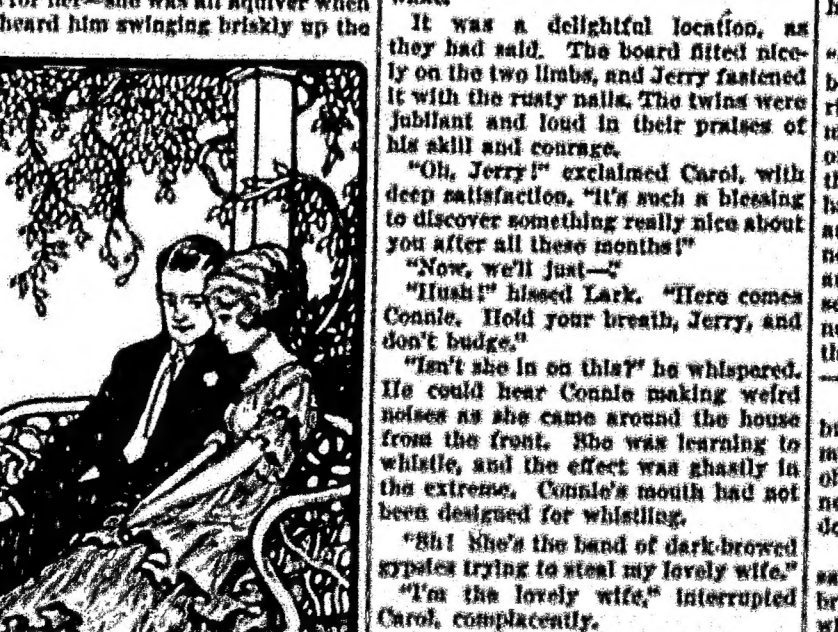 for her—she was all aquiver when
heard him swinging briskly up the
It was a delightful location, as
they had said. The board fitted nice-
ly on the two limbs, and Jerry fastened
it with the rusty nails. The twins were
jubilant and loud in their praises of
his skill and courage.
"Oh, Jerry!" exclaimed Carol, with
deep satisfaction, "it's such a blessing
to discover something really nice about
you after all these months!"
"Now, we'll just—"
"Hush!" hissed Lark. "Here comes
Connie. Hold your breath, Jerry, and
don't budge."
"Isn't she in on this?" he whispered.
He could hear Connie making weird
noises as she came around the house
from the front. She was learning to
whistle, and the effect was ghastly in
the extreme. Connie's mouth had not
been designed for whistling.
"Sh! She's the band of dark-browed
gypsies trying to steal my lovely wife."
"I'm the lovely wife," interrupted
Carol, complacently.